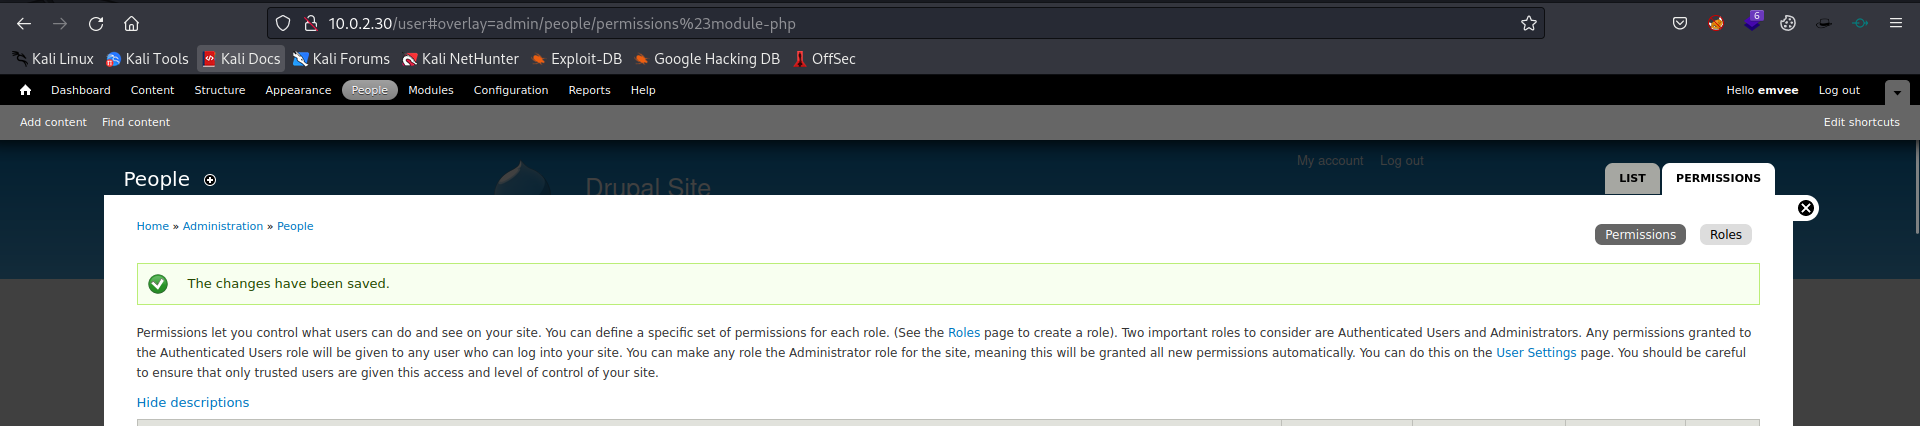 10.0.2.30/user#overlay=admin/people/permissions%23module-php
6
Kali Linux Kali Tools Kali Docs Kali Forums Kali NetHunter Exploit-DB Google Hacking DB OffSec
Dashboard Content Structure Appearance People Modules Configuration Reports Help Hello emvee Log out
Add content Find content Edit shortcuts
My account Log out
People Drupal Site LIST PERMISSIONS
Home » Administration » People
Permissions Roles
The changes have been saved.
Permissions let you control what users can do and see on your site. You can define a specific set of permissions for each role. (See the Roles page to create a role). Two important roles to consider are Authenticated Users and Administrators. Any permissions granted to
the Authenticated Users role will be given to any user who can log into your site. You can make any role the Administrator role for the site, meaning this will be granted all new permissions automatically. You can do this on the User Settings page. You should be careful
to ensure that only trusted users are given this access and level of control of your site.
Hide descriptions